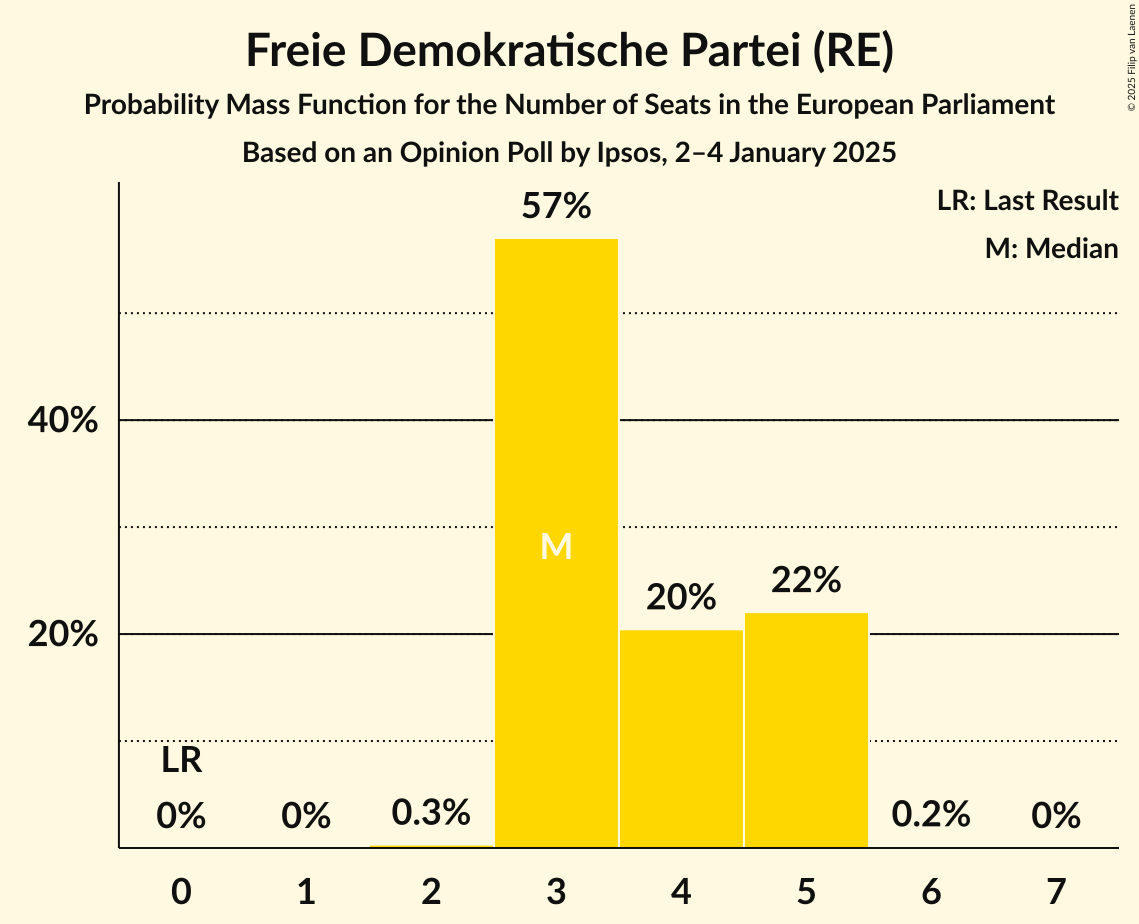 Freie Demokratische Partei (RE)
Probability Mass Function for the Number of Seats in the European Parliament
Based on an Opinion Poll by Ipsos, 2–4 January 2025
© 2025 Filip van Laenen
LR: Last Result
M: Median
57%
40%
M
22%
20%
20%
LR
0%
0%
0.3%
0.2%
0%
0
1
2
3
4
5
6
7